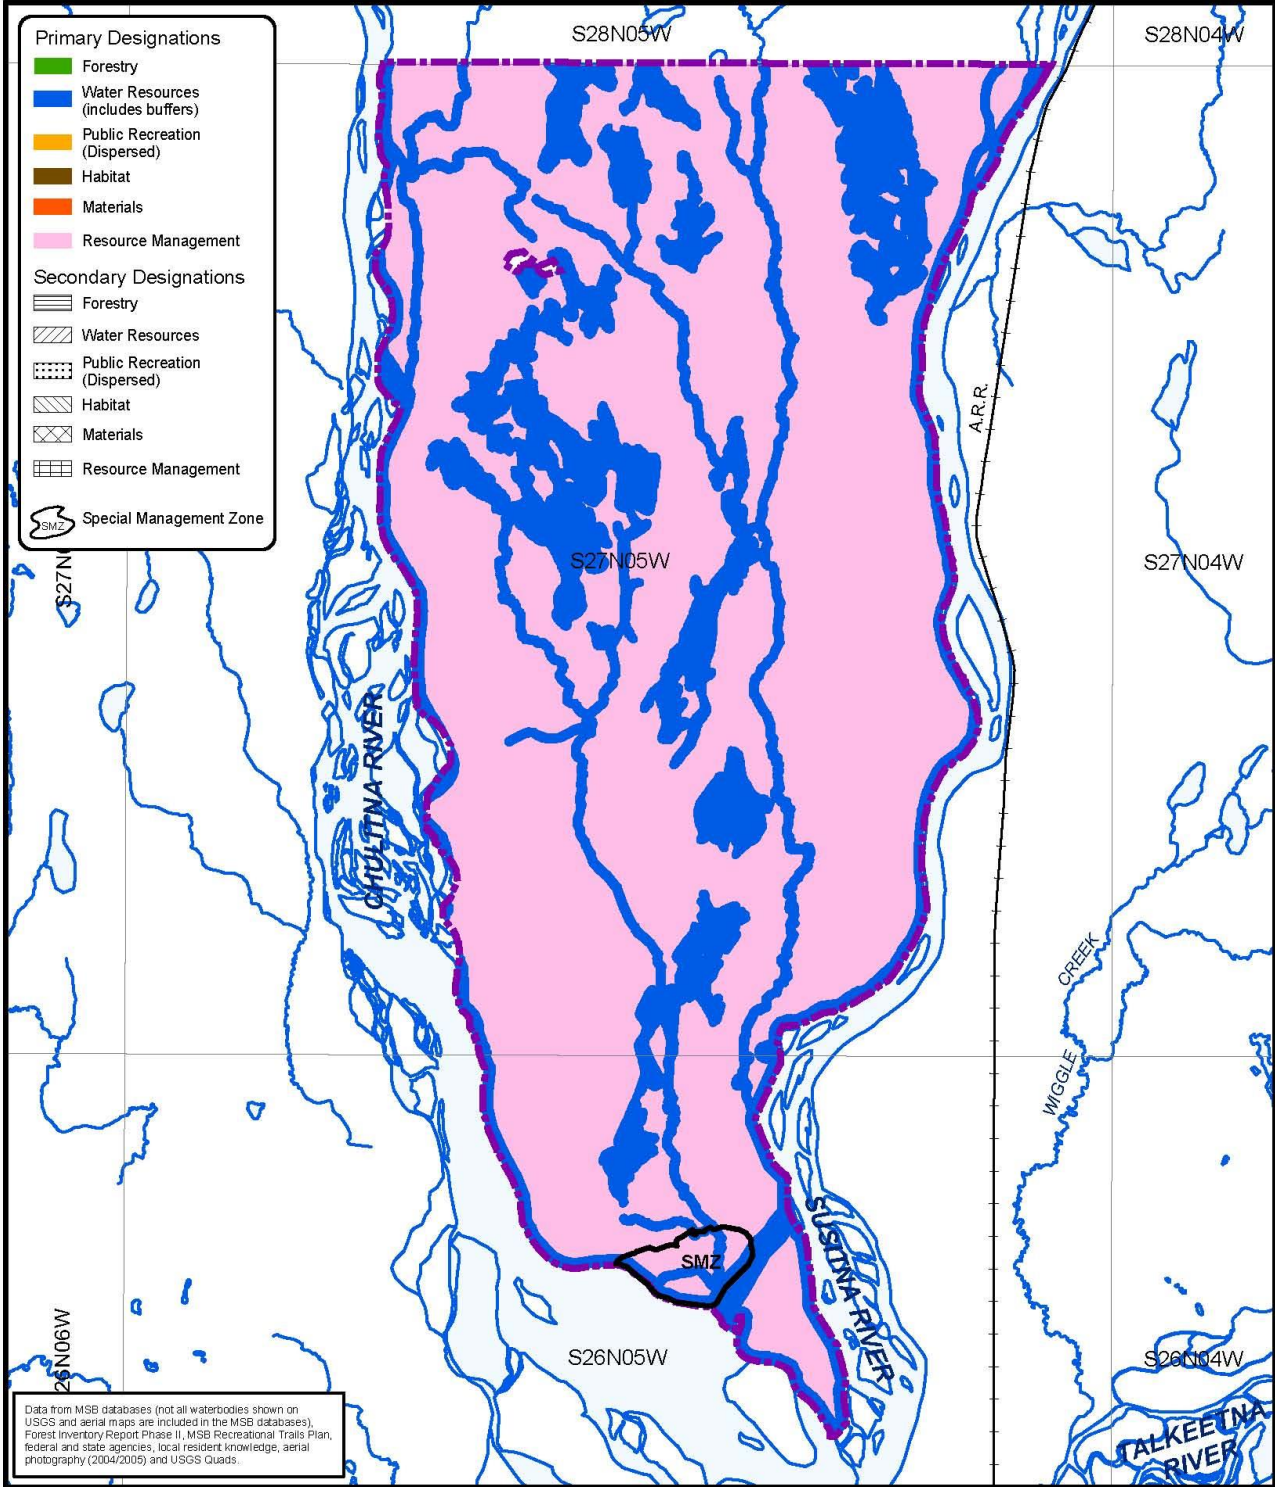 Primary Designations
Forestry
Water Resources
(includes buffers)
Public Recreation
(Dispersed)
Habitat
Materials
Resource Management
Secondary Designations
Forestry
Water Resources
Public Recreation
(Dispersed)
Habitat
Materials
Resource Management
SMZ
Special Management Zone
S28N05W
S28N04W
A.R.R.
S27N
S27N05W
S27N04W
CHULITNA RIVER
WIGGLE CREEK
SMZ
SUSITNA RIVER
26N06W
S26N05W
S26N04W
TALKEETNA
RIVER
Data from MSB databases (not all waterbodies shown on
USGS and aerial maps are included in the MSB databases),
Forest Inventory Report Phase II, MSB Recreational Trails Plan,
federal and state agencies, local resident knowledge, aerial
photography (2004/2005) and USGS Quads.